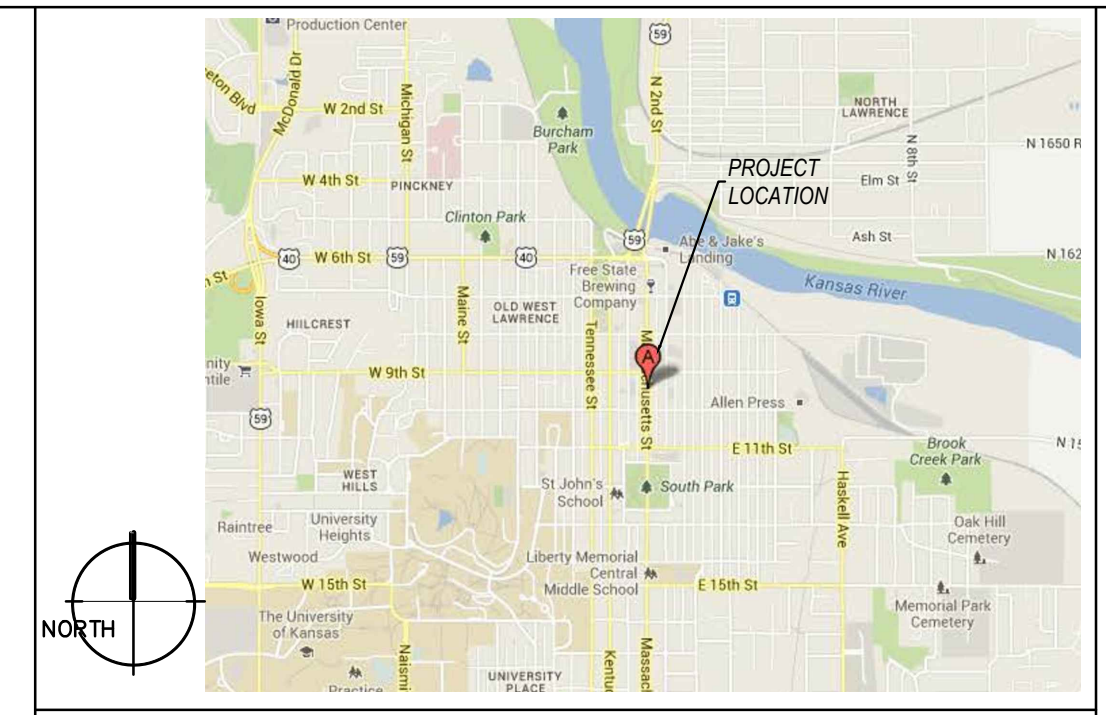 Production Center
59
N 2nd St
McDonald Dr
Michigan St
W 2nd St
Burcham
Park
NORTH
LAWRENCE
N 8th St
N 1650 R
PROJECT
LOCATION
W 4th St
PINCKNEY
Elm St
Clinton Park
Ash St
59
Abe & Jake's
Landing
40
W 6th St
59
40
N 162
Free State
Brewing
Company
Kansas River
Iowa St
Maine St
OLD WEST
LAWRENCE
HILLCREST
Tennessee St
A
W 9th St
Allen Press
59
E 11th St
Brook
Creek Park
WEST
HILLS
St John's
School
South Park
Haskell Ave
Raintree
University
Heights
Oak Hill
Cemetery
Westwood
Liberty Memorial
Central
Middle School
W 15th St
E 15th St
NORTH
The University
of Kansas
Memorial Park
Cemetery
Naismi
Kentuc
Massacl
UNIVERSITY
PLACE
Practice